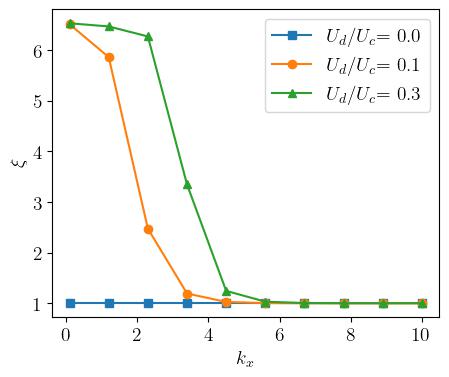 6
5
4
3
2
1
ξ
U_d/U_c= 0.0
U_d/U_c= 0.1
U_d/U_c= 0.3
0 2 4 6 8 10
k_x